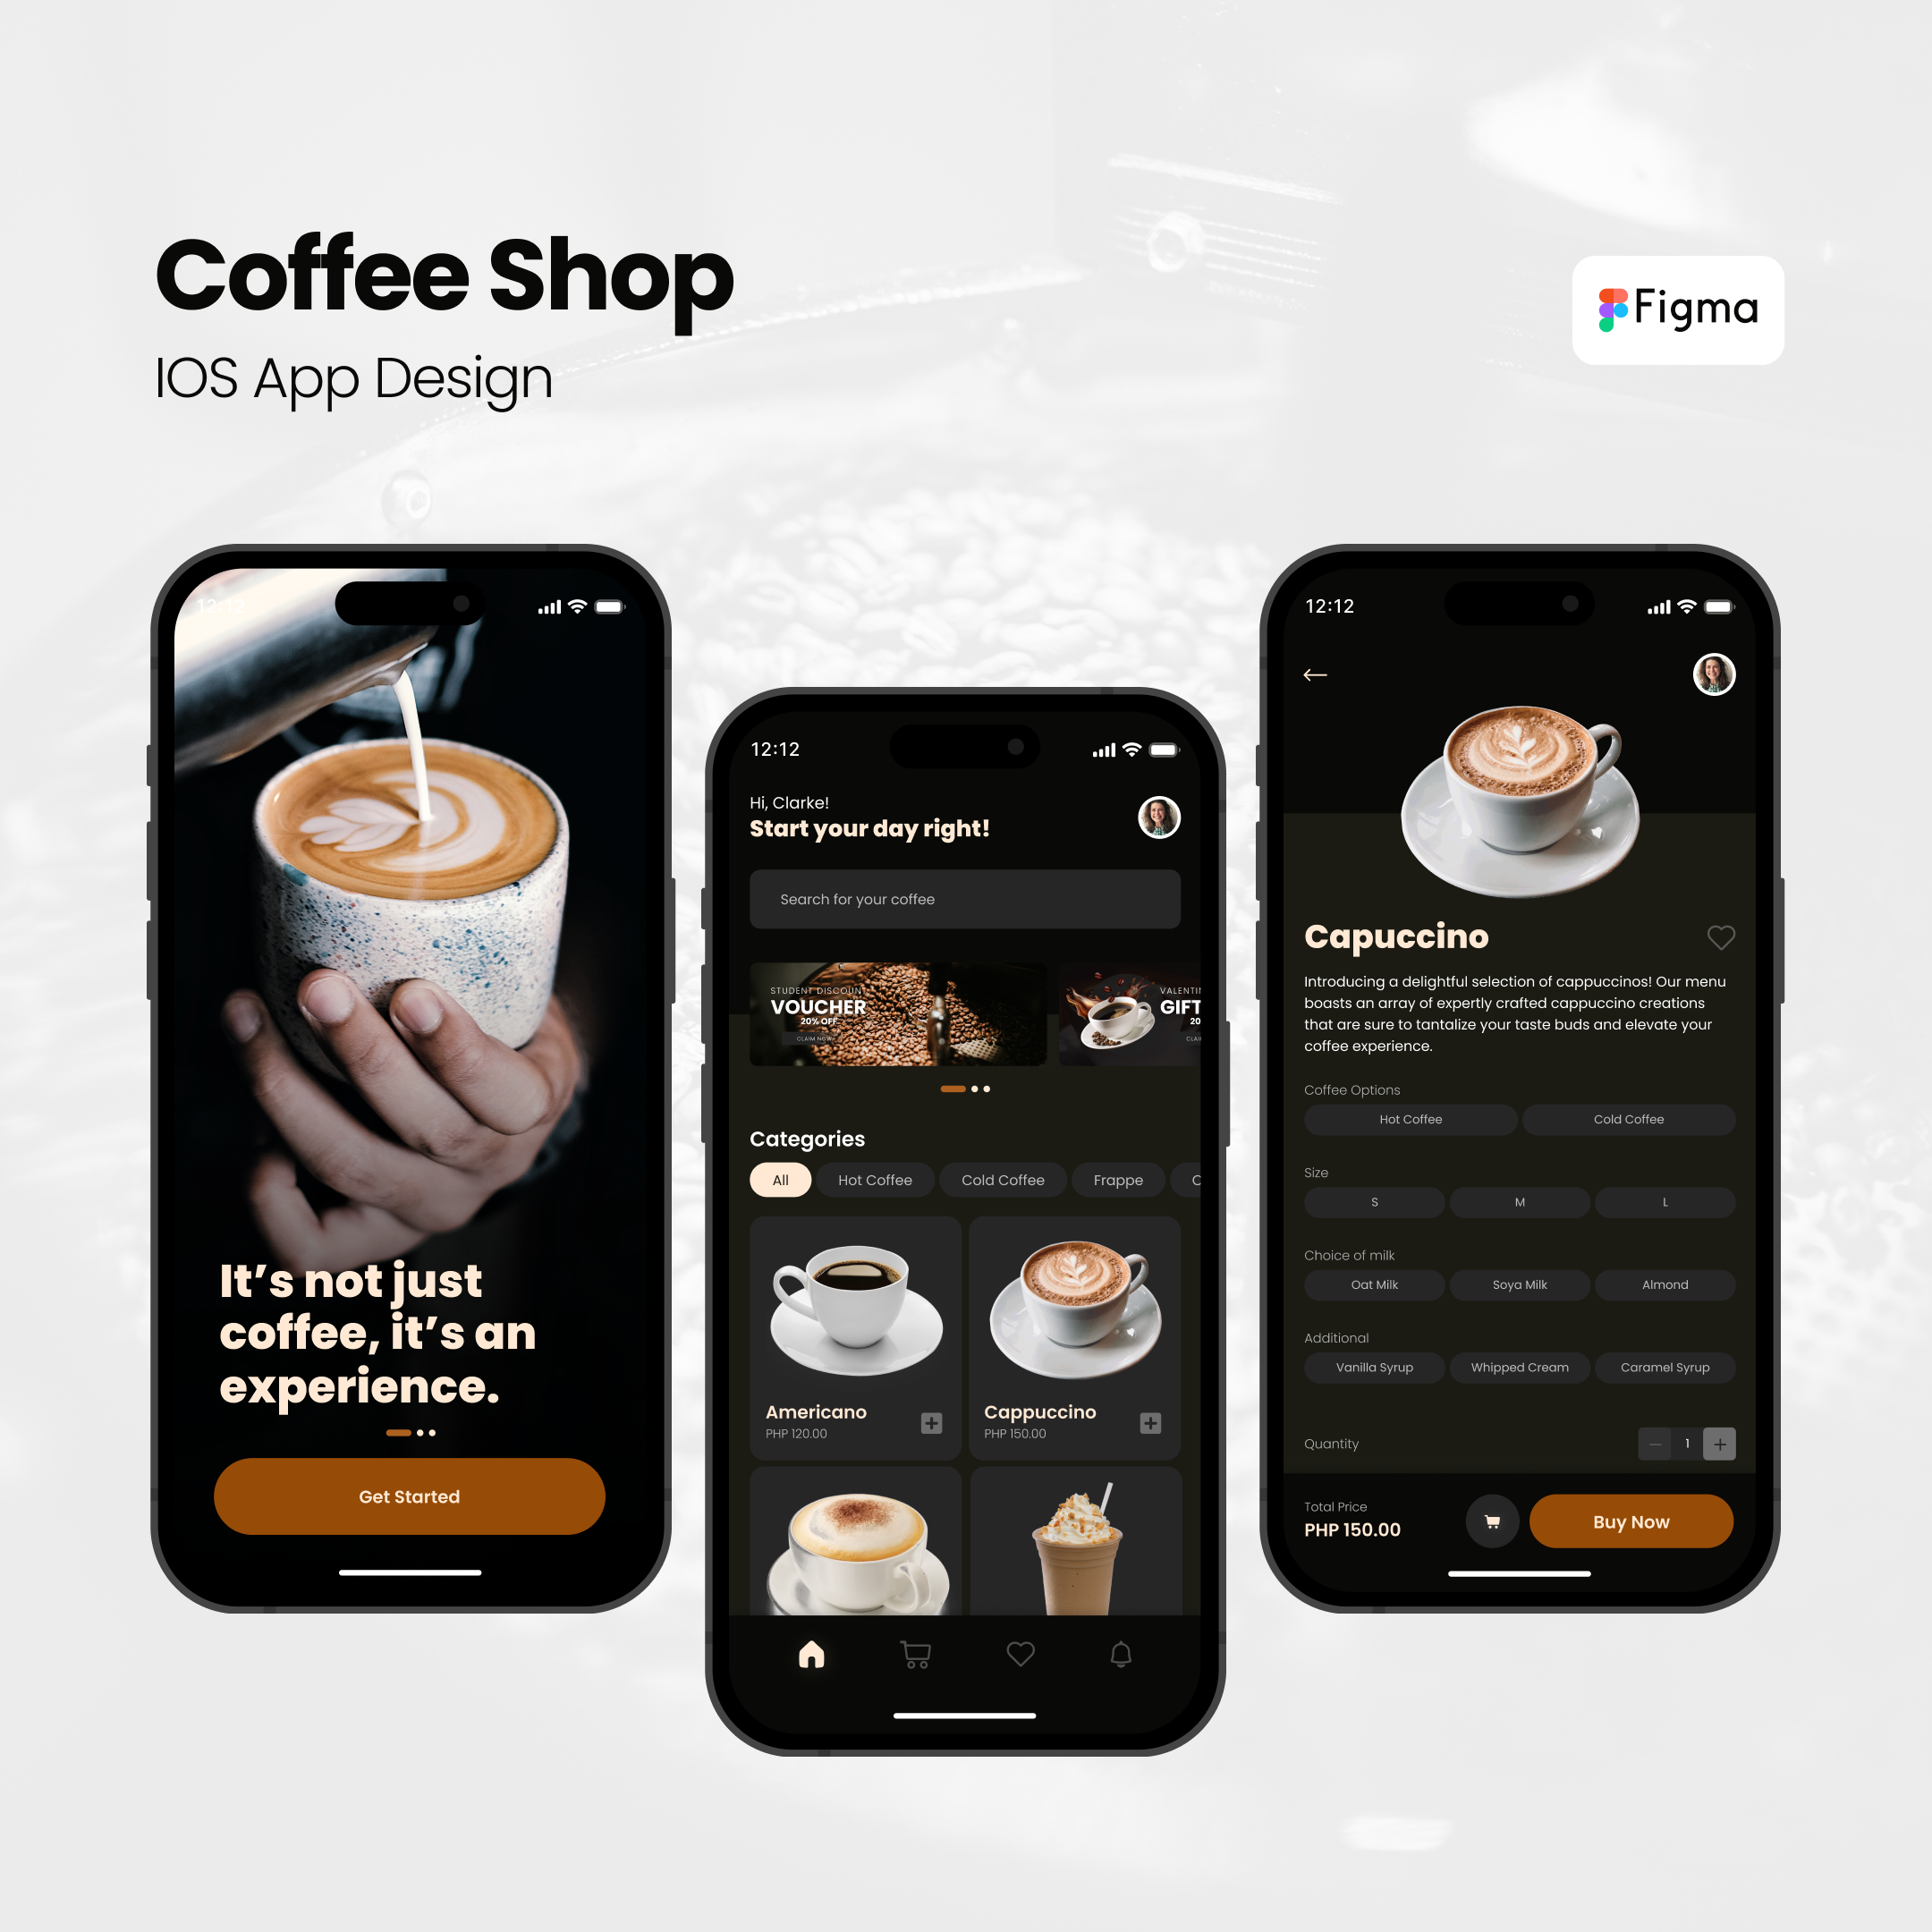 Coffee Shop
IOS App Design
Figma
12:12
It's not just
coffee, it's an
experience.
Get Started
12:12
Hi, Clarke!
Start your day right!
Search for your coffee
STUDENT DISCOUNT
VOUCHER
20% OFF
CLAIM NOW
GIFT
20
Categories
All
Hot Coffee
Cold Coffee
Frappe
C
Americano
PHP 120.00
Cappuccino
PHP 150.00
12:12
Capuccino
Introducing a delightful selection of cappuccinos! Our menu
boasts an array of expertly crafted cappuccino creations
that are sure to tantalize your taste buds and elevate your
coffee experience.
Coffee Options
Hot Coffee
Cold Coffee
Size
S
M
L
Choice of milk
Oat Milk
Soya Milk
Almond
Additional
Vanilla Syrup
Whipped Cream
Caramel Syrup
Quantity
1
Total Price
PHP 150.00
Buy Now